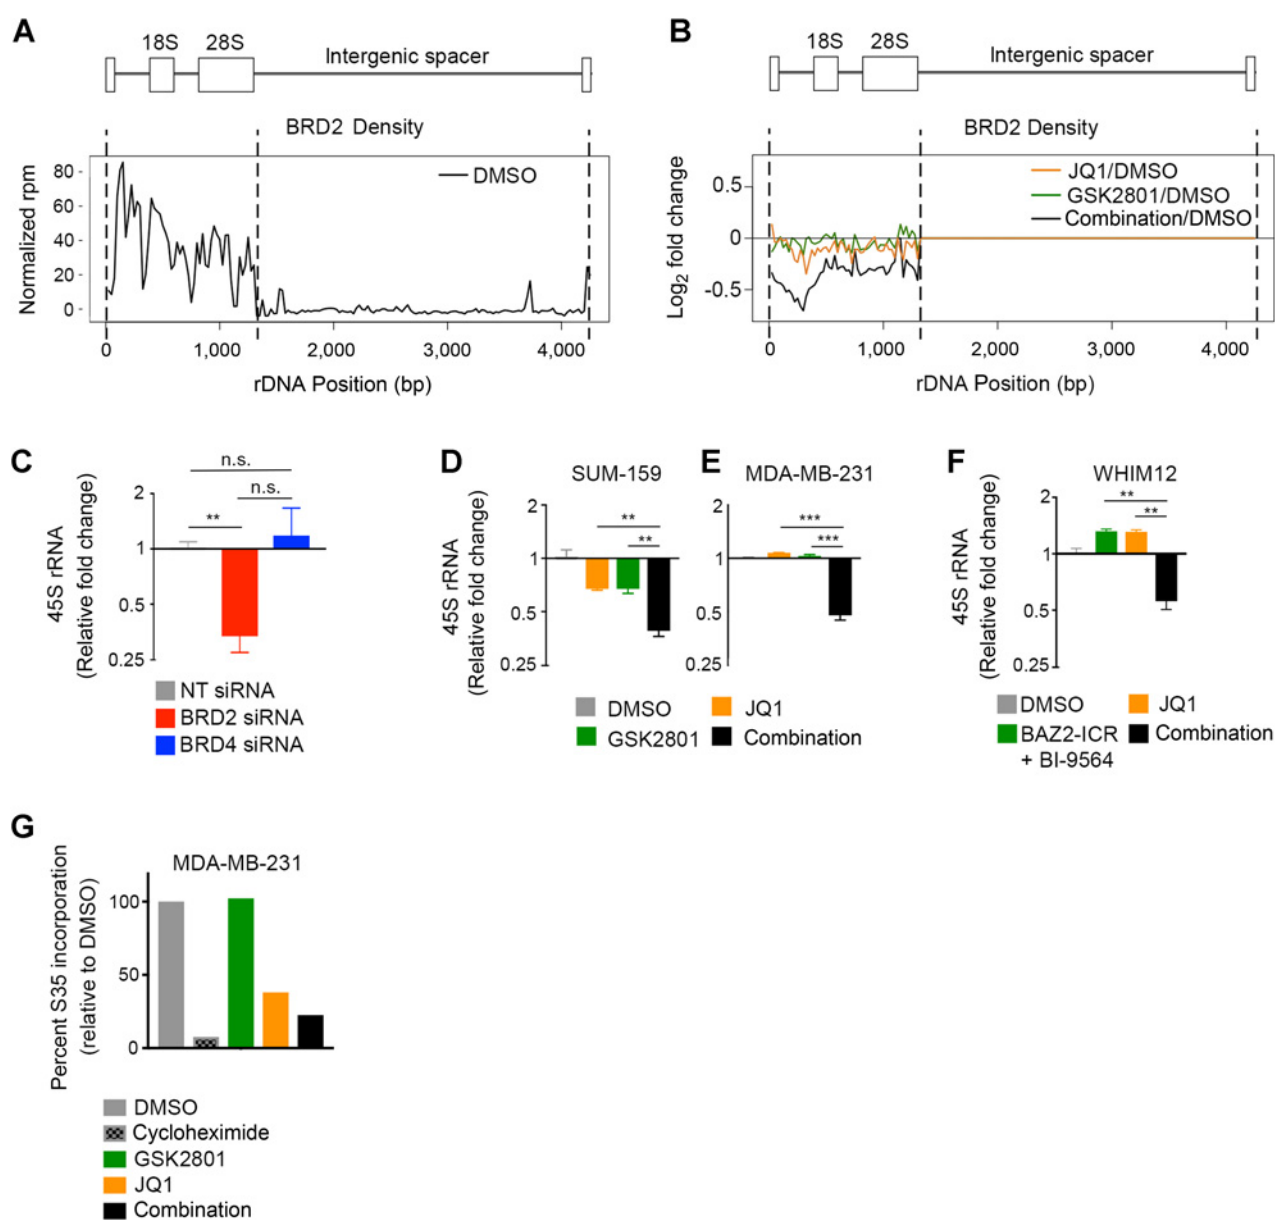 A
18S 28S
Intergenic spacer
BRD2 Density
Normalized rpm
80
60
40
20
0
DMSO
0 1,000 2,000 3,000 4,000
rDNA Position (bp)
B
18S 28S
Intergenic spacer
BRD2 Density
Log2 fold change
0.5
0
-0.5
JQ1/DMSO
GSK2801/DMSO
Combination/DMSO
0 1,000 2,000 3,000 4,000
rDNA Position (bp)
C
45S rRNA
(Relative fold change)
2
1
0.5
0.25
n.s.
n.s.
**
NT siRNA
BRD2 siRNA
BRD4 siRNA
D
SUM-159
45S rRNA
(Relative fold change)
2
1
0.5
0.25
**
**
E
MDA-MB-231
2
1
0.5
0.25
***
***
DMSO
JQ1
GSK2801
Combination
F
WHIM12
45S rRNA
(Relative fold change)
2
1
0.5
0.25
**
**
DMSO
JQ1
BAZ2-ICR
+ BI-9564
Combination
G
MDA-MB-231
Percent S35 incorporation
(relative to DMSO)
100
50
0
DMSO
Cycloheximide
GSK2801
JQ1
Combination